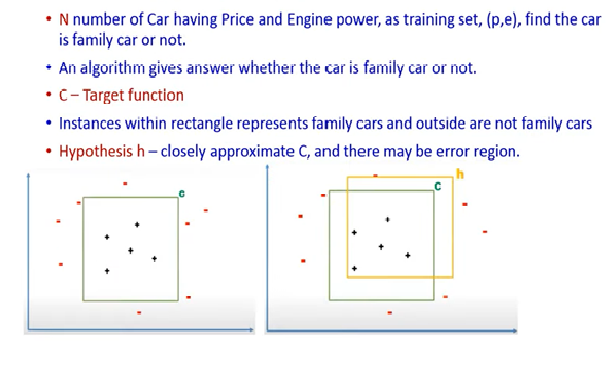 • N number of Car having Price and Engine power, as training set, (p,e), find the car
is family car or not.
• An algorithm gives answer whether the car is family car or not.
• C – Target function
• Instances within rectangle represents family cars and outside are not family cars
• Hypothesis h – closely approximate C, and there may be error region.
C
h
C